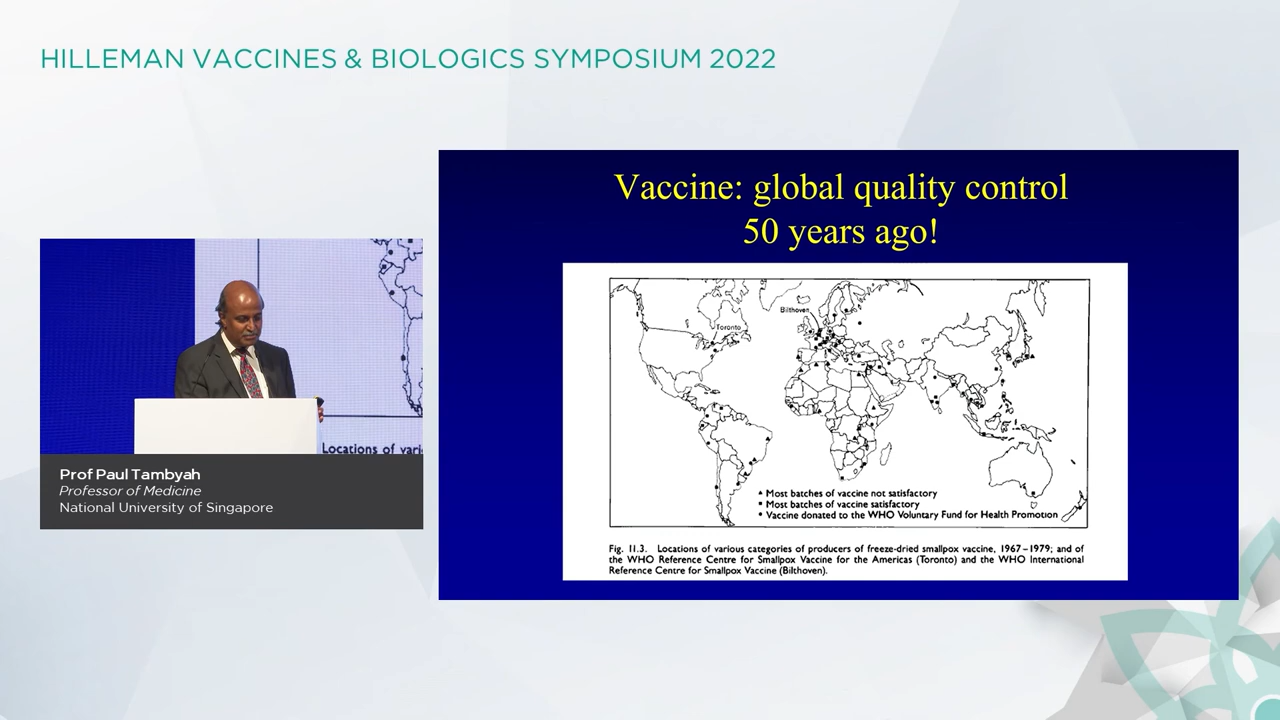 HILLEMAN VACCINES & BIOLOGICS SYMPOSIUM 2022
Vaccine: global quality control
50 years ago!
Bilthoven
Toronto
▲ Most batches of vaccine not satisfactory
■ Most batches of vaccine satisfactory
● Vaccine donated to the WHO Voluntary Fund for Health Promotion
Fig. 11.3. Locations of various categories of producers of freeze-dried smallpox vaccine, 1967–1979; and of
the WHO Reference Centre for Smallpox Vaccine for the Americas (Toronto) and the WHO International
Reference Centre for Smallpox Vaccine (Bilthoven).
Locations of vari
Prof Paul Tambyah
Professor of Medicine
National University of Singapore